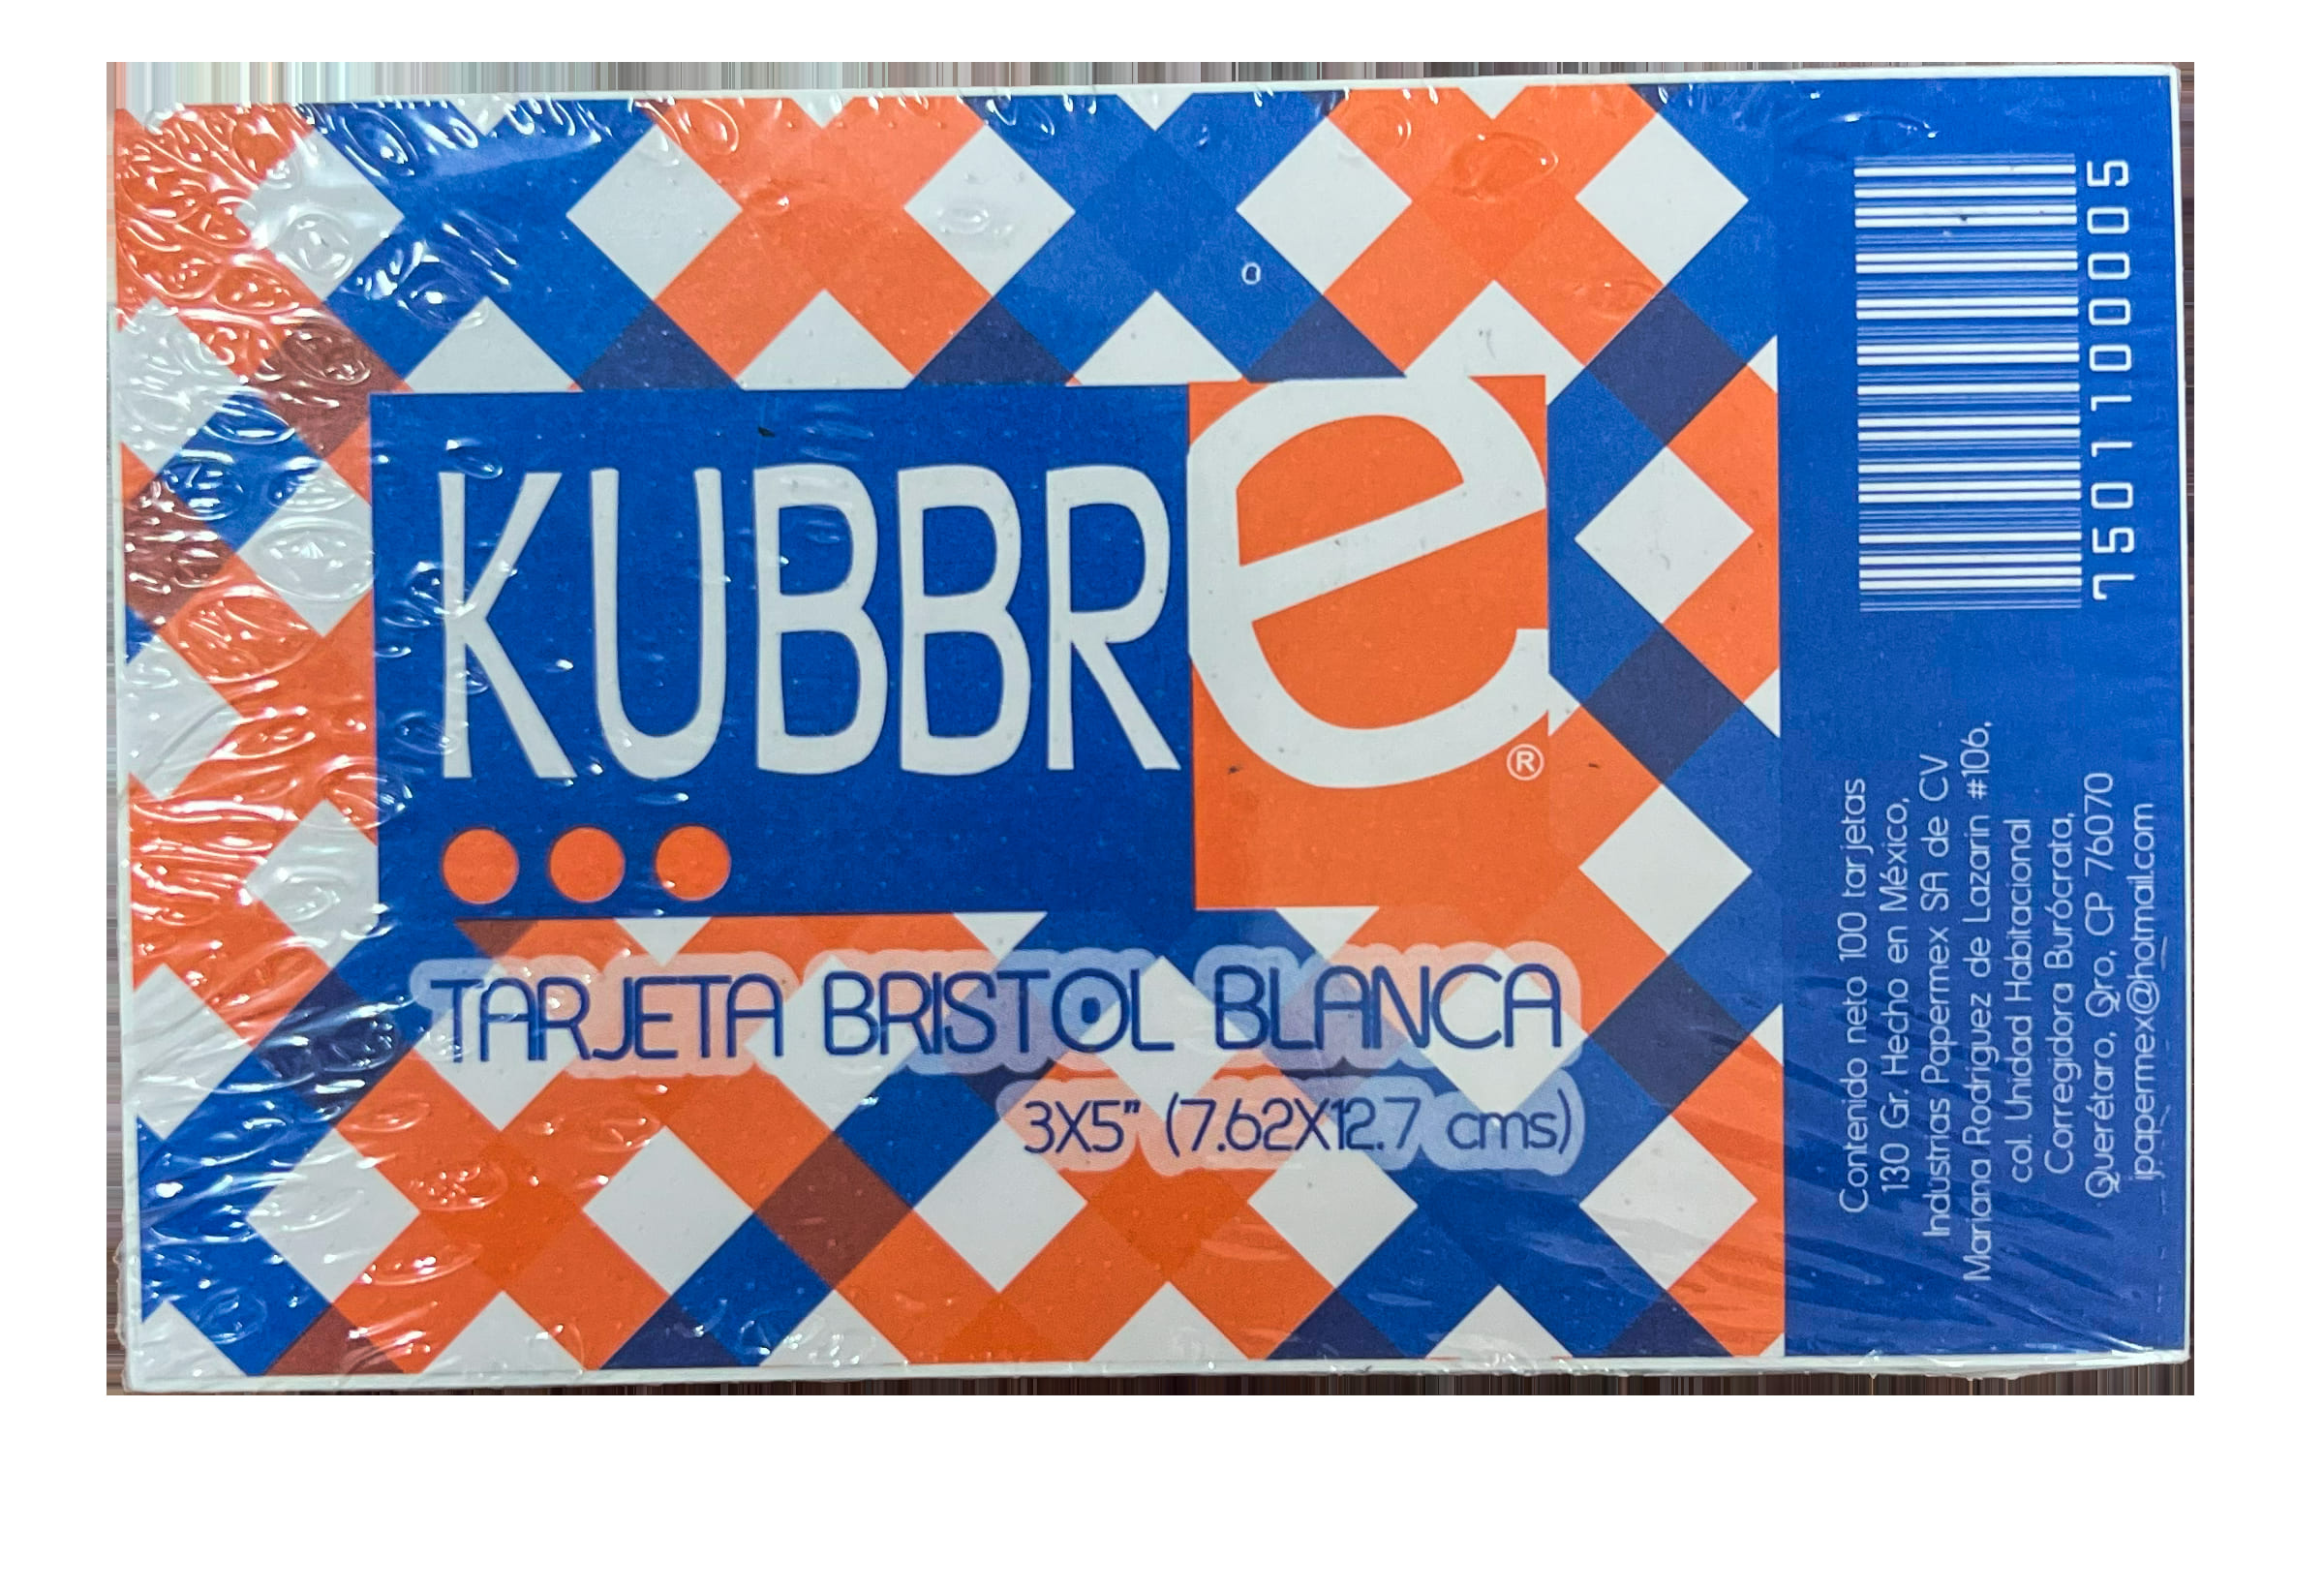 KUBBRe®
TARJETA BRISTOL BLANCA
3X5" (7.62X12.7 cms)
7501100005
Contenido neto 100 tarjetas
130 Gr. Hecho en México,
Industrias Papermex SA de CV
Mariana Rodriguez de Lazarin #106,
col. Unidad Habitacional
Corregidora Burócrata,
Querétaro, Qro, CP 76070
ipapermex@hotmail.com